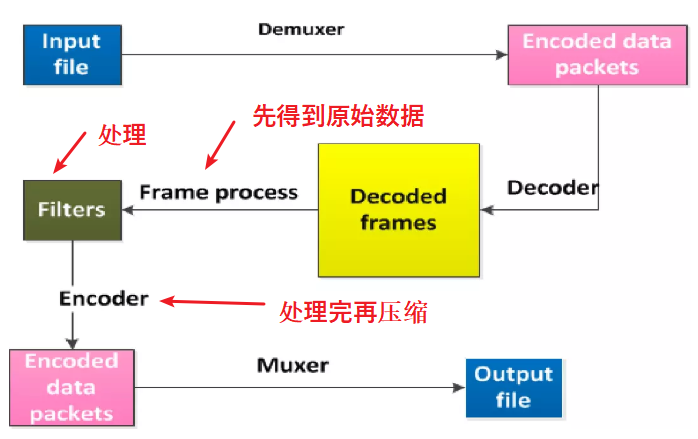 Demuxer
Input
file
Encoded data
packets
先得到原始数据
处理
Decoder
Frame process
Decoded
frames
Filters
Encoder
处理完再压缩
Encoded
data
packets
Muxer
Output
file